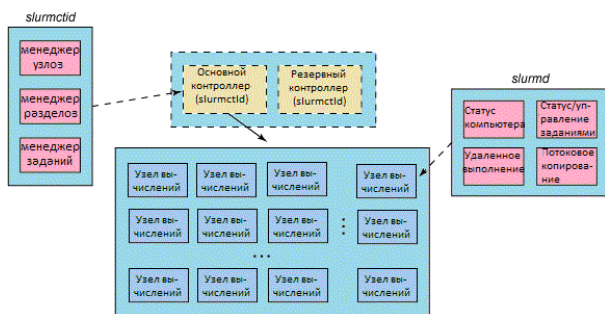 slurmctld
менеджер
узлоз
менеджер
разделоз
менеджер
заданий
Основной
контроллер
(slurmctld)
Резервный
контроллер
(slurmctld)
slurmd
Статус
компьютера
Статус/уп-
равление
заданиями
Удаленное
выполнение
Потоковое
копирова-
ние
Узел вы-
числений
Узел вы-
числений
Узел вы-
числений
Узел вы-
числений
Узел вы-
числений
Узел вы-
числений
Узел вы-
числений
Узел вы-
числений
...
Узел вы-
числений
Узел вы-
числений
Узел вы-
числений
Узел вы-
числений